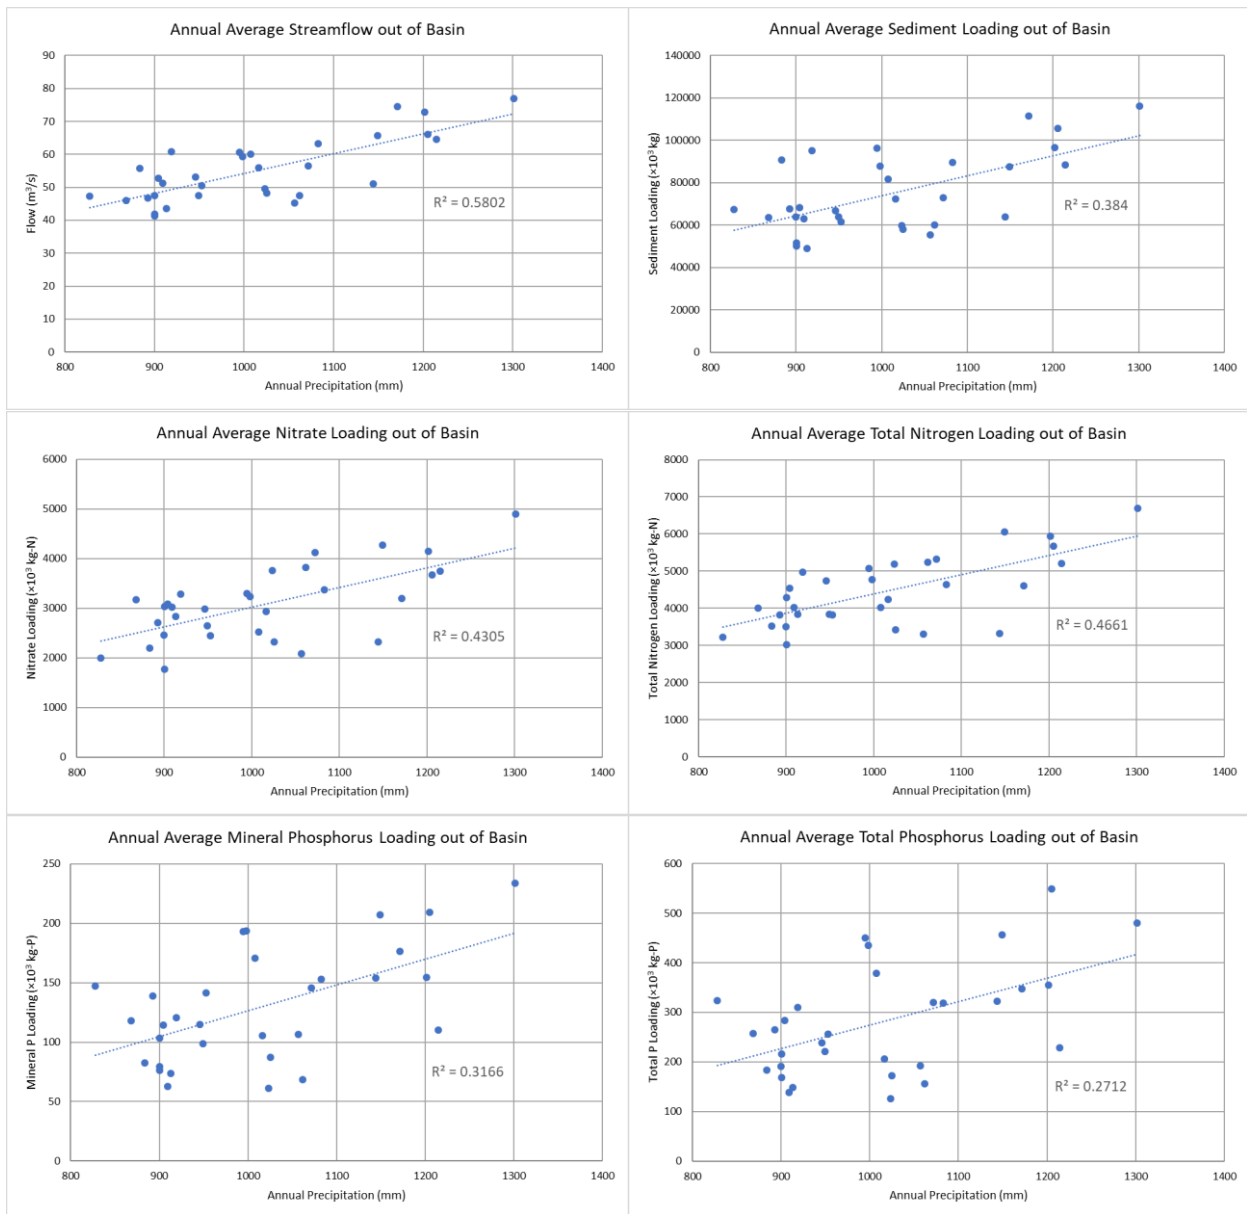 Annual Average Streamflow out of Basin
90
80
70
60
50
40
30
20
10
0
Flow (m³/s)
R² = 0.5802
800 900 1000 1100 1200 1300 1400
Annual Precipitation (mm)
Annual Average Sediment Loading out of Basin
140000
120000
100000
80000
60000
40000
20000
0
Sediment Loading (×10³ kg)
R² = 0.384
800 900 1000 1100 1200 1300 1400
Annual Precipitation (mm)
Annual Average Nitrate Loading out of Basin
6000
5000
4000
3000
2000
1000
0
Nitrate Loading (×10³ kg-N)
R² = 0.4305
800 900 1000 1100 1200 1300 1400
Annual Precipitation (mm)
Annual Average Total Nitrogen Loading out of Basin
8000
7000
6000
5000
4000
3000
2000
1000
0
Total Nitrogen Loading (×10³ kg-N)
R² = 0.4661
800 900 1000 1100 1200 1300 1400
Annual Precipitation (mm)
Annual Average Mineral Phosphorus Loading out of Basin
250
200
150
100
50
0
Mineral P Loading (×10³ kg-P)
R² = 0.3166
800 900 1000 1100 1200 1300 1400
Annual Precipitation (mm)
Annual Average Total Phosphorus Loading out of Basin
600
500
400
300
200
100
0
Total P Loading (×10³ kg-P)
R² = 0.2712
800 900 1000 1100 1200 1300 1400
Annual Precipitation (mm)